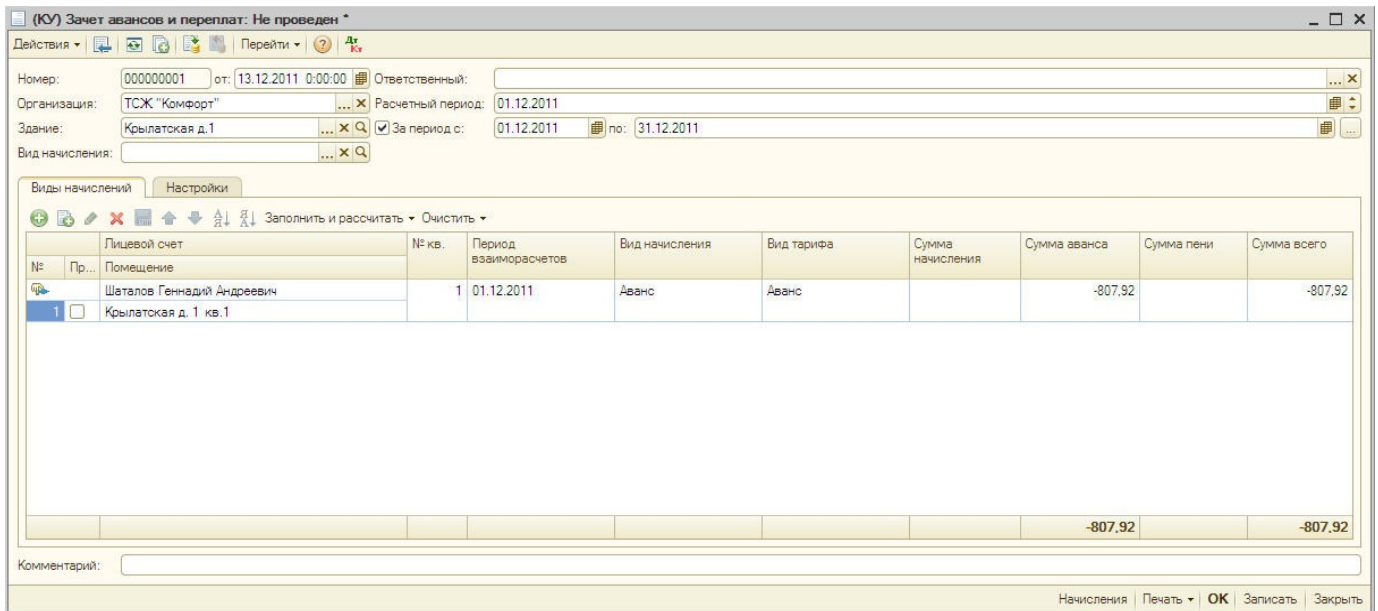 (КУ) Зачет авансов и переплат: Не проведен *
Действия Перейти Дт Кт
Номер: 000000001 от: 13.12.2011 0:00:00 Ответственный:
Организация: ТСЖ "Комфорт" ... Расчетный период: 01.12.2011
Здание: Крылатская д.1 ... За период с: 01.12.2011 по: 31.12.2011 ...
Вид начисления: ...
Виды начислений Настройки
Заполнить и рассчитать Очистить
Лицевой счет № кв. Период взаиморасчетов Вид начисления Вид тарифа Сумма начисления Сумма аванса Сумма пени Сумма всего
№ Пр... Помещение
Шаталов Геннадий Андреевич 1 01.12.2011 Аванс Аванс -807,92 -807,92
1 Крылатская д. 1 кв.1
-807,92 -807,92
Комментарий:
Начисления Печать OK Записать Закрыть